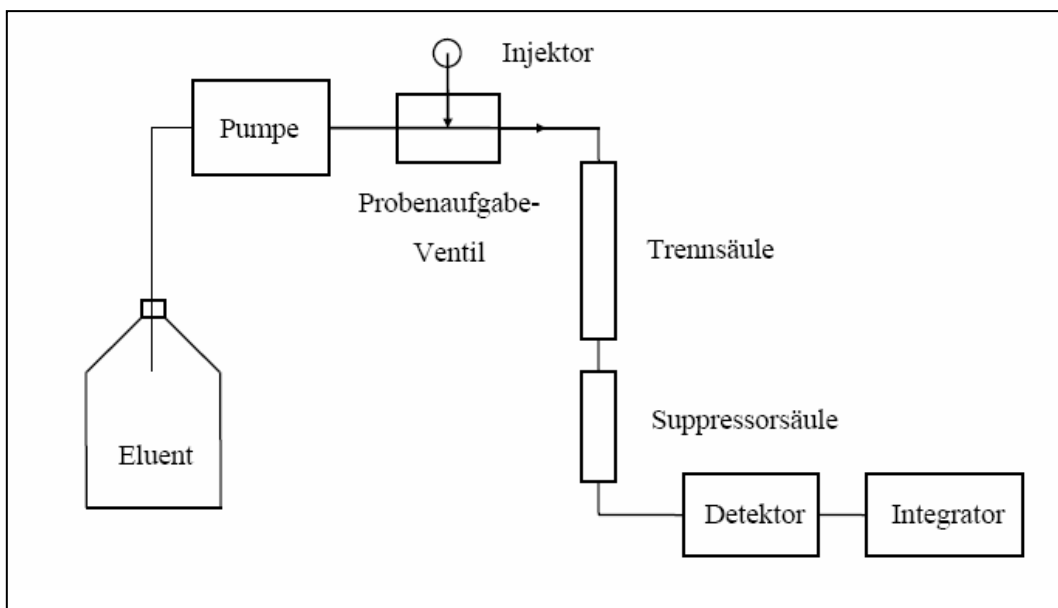 Injektor
Pumpe
Probenaufgabe-
Ventil
Trennsäule
Suppressorsäule
Eluent
Detektor
Integrator